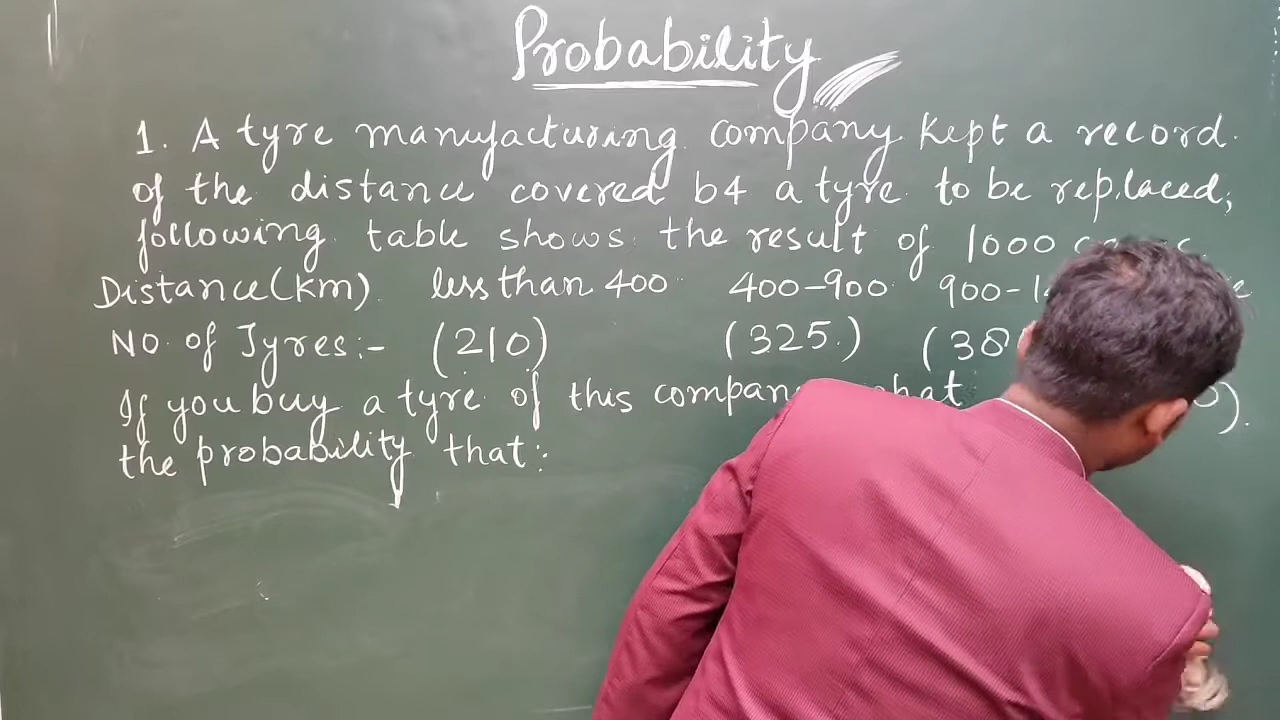 Probability
1. A tyre manufacturing company kept a record.
of the distance covered b4 a tyre to be replaced;
following table shows the result of 1000
Distance(km) less than 400 400-900 900-
NO. of Tyres:- (210) (325.)
If you buy a tyre of this
the probability that: